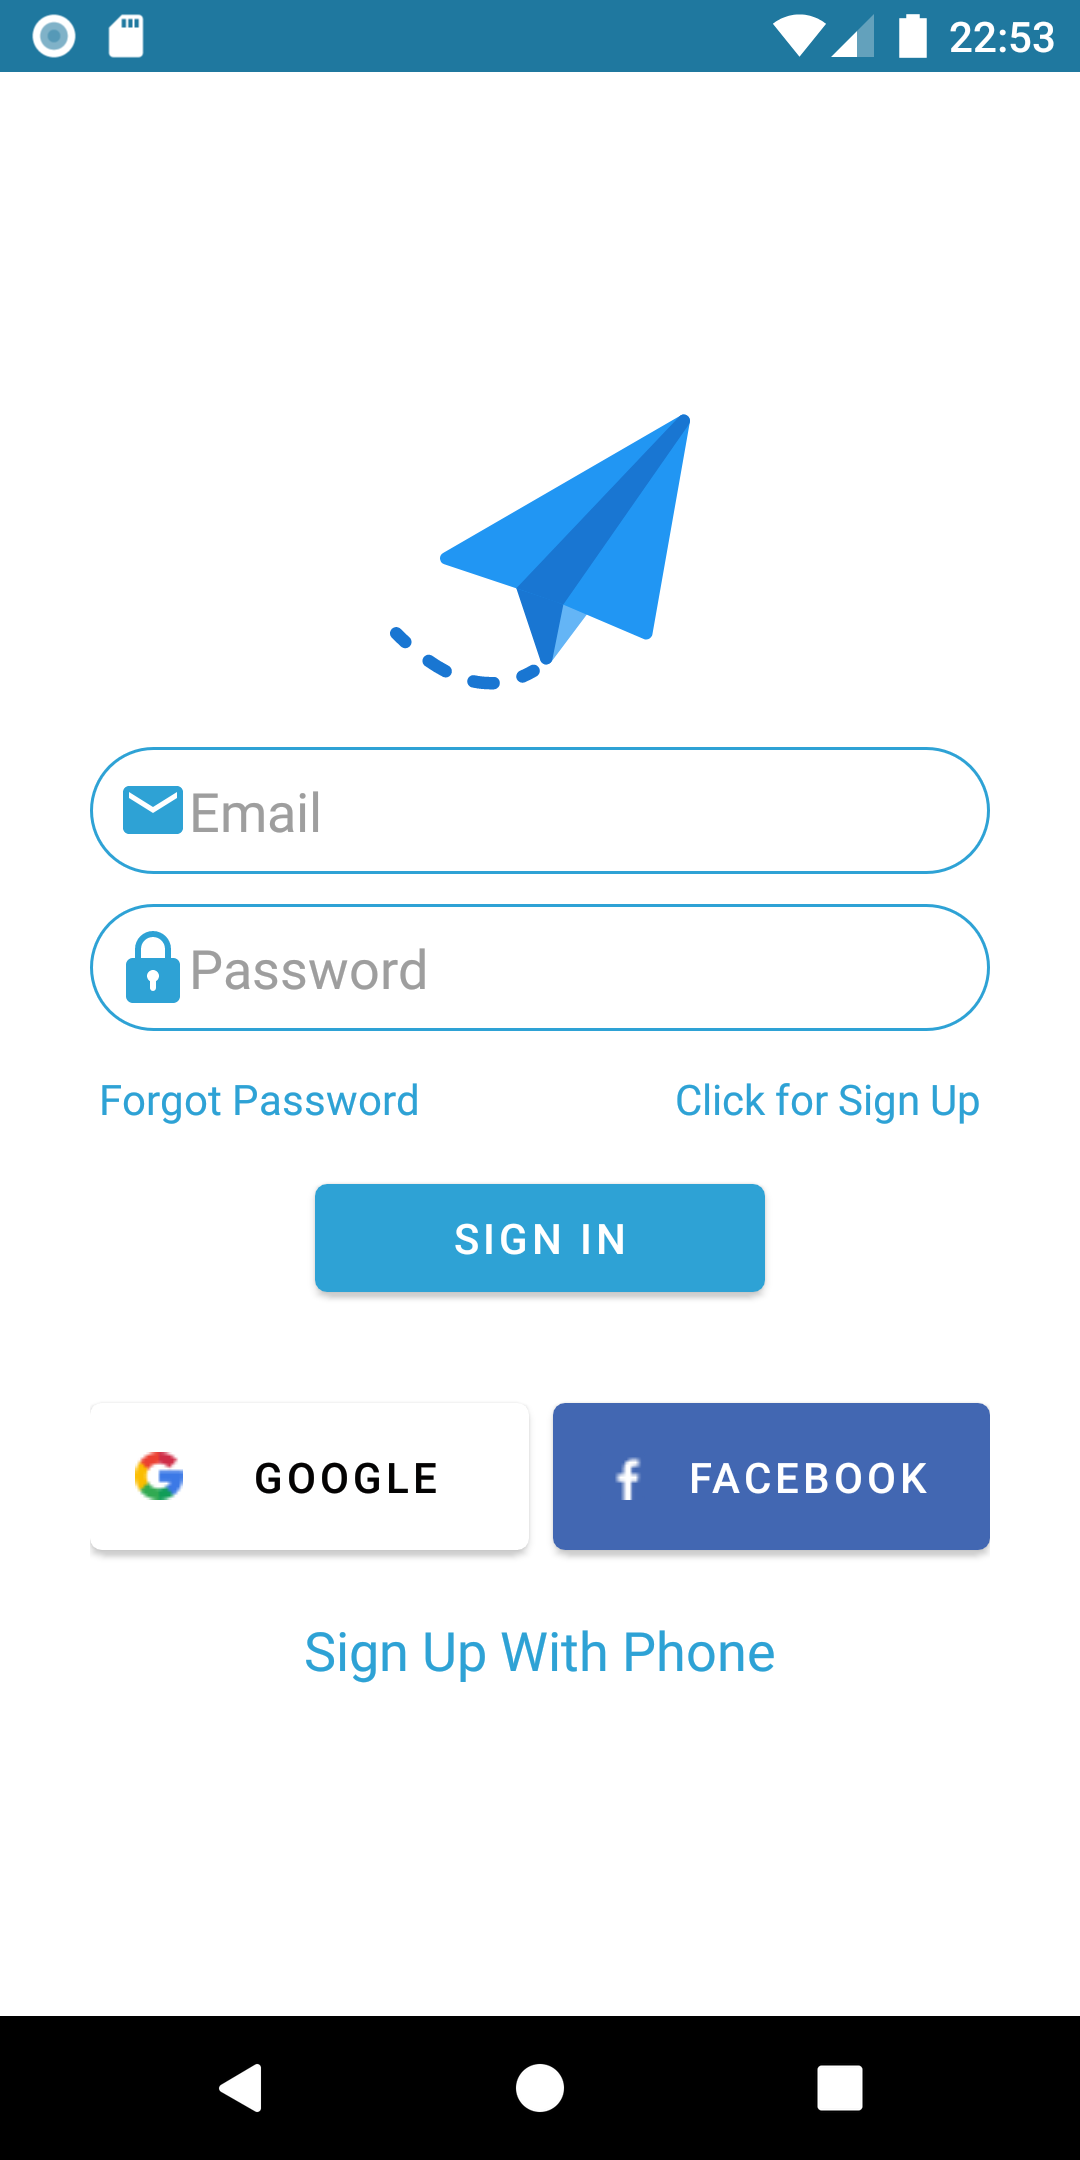 22:53
Email
Password
Forgot Password
Click for Sign Up
SIGN IN
GOOGLE
FACEBOOK
Sign Up With Phone